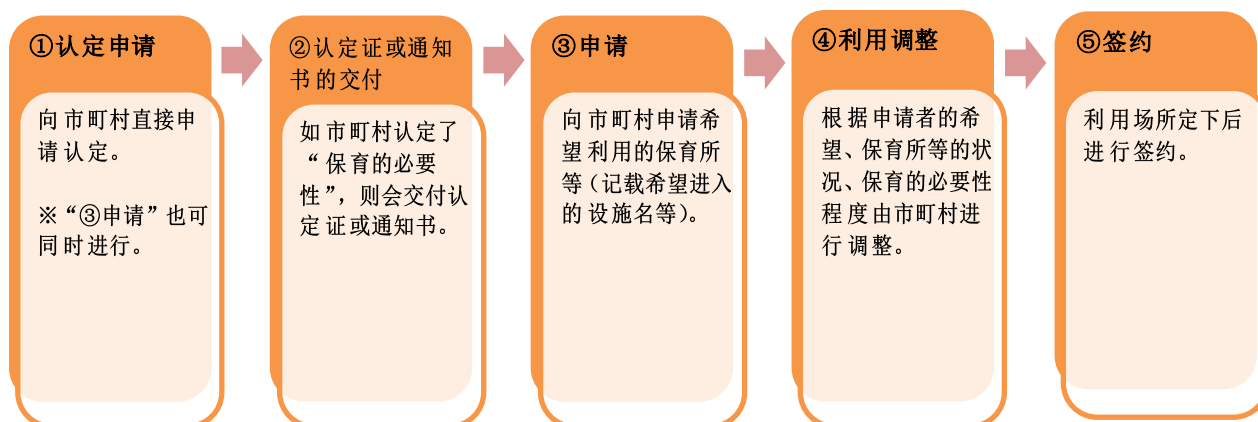 ①认定申请
向市町村直接申
请认定。
※“③申请”也可
同时进行。
②认定证或通知
书的交付
如市町村认定了
“保育的必要
性”，则会交付认
定证或通知书。
③申请
向市町村申请希
望利用的保育所
等（记载希望进入
的设施名等）。
④利用调整
根据申请者的希
望、保育所等的状
况、保育的必要性
程度由市町村进
行调整。
⑤签约
利用场所定下后
进行签约。